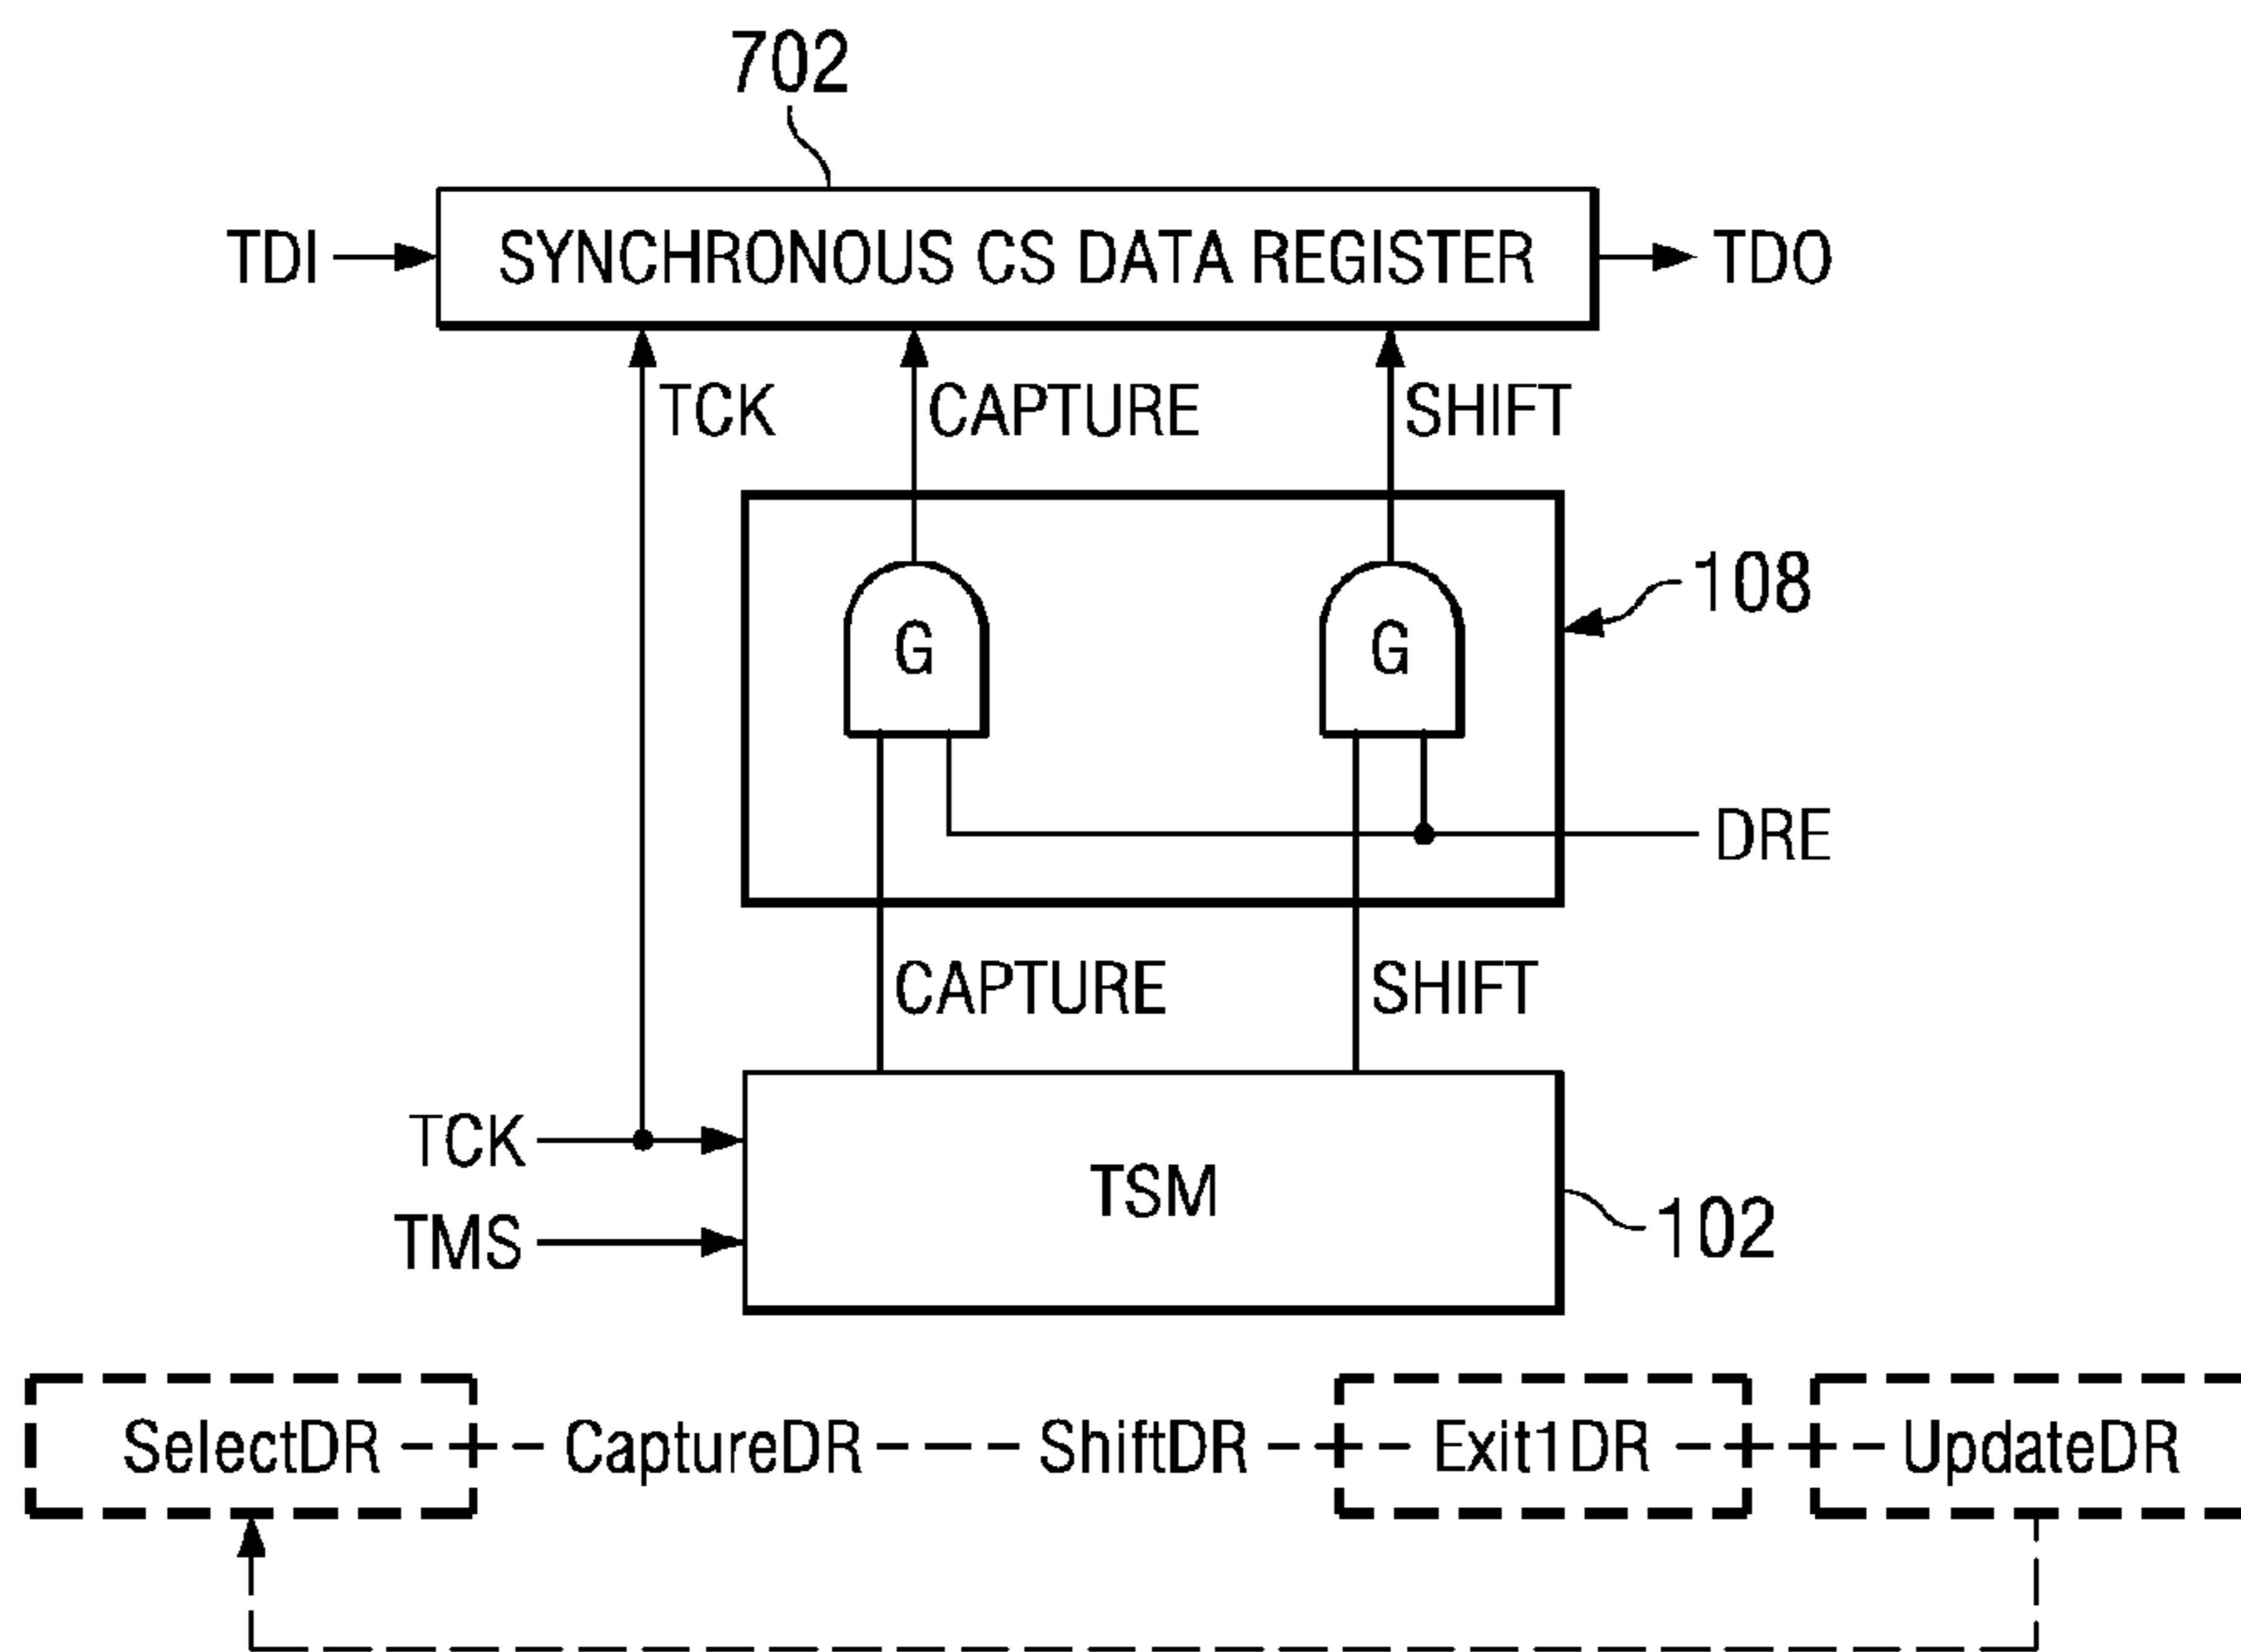 702
TDI SYNCHRONOUS CS DATA REGISTER TDO
TCK CAPTURE SHIFT
G G 108
DRE
CAPTURE SHIFT
TCK
TSM
TMS 102
SelectDR CaptureDR ShiftDR Exit1DR UpdateDR